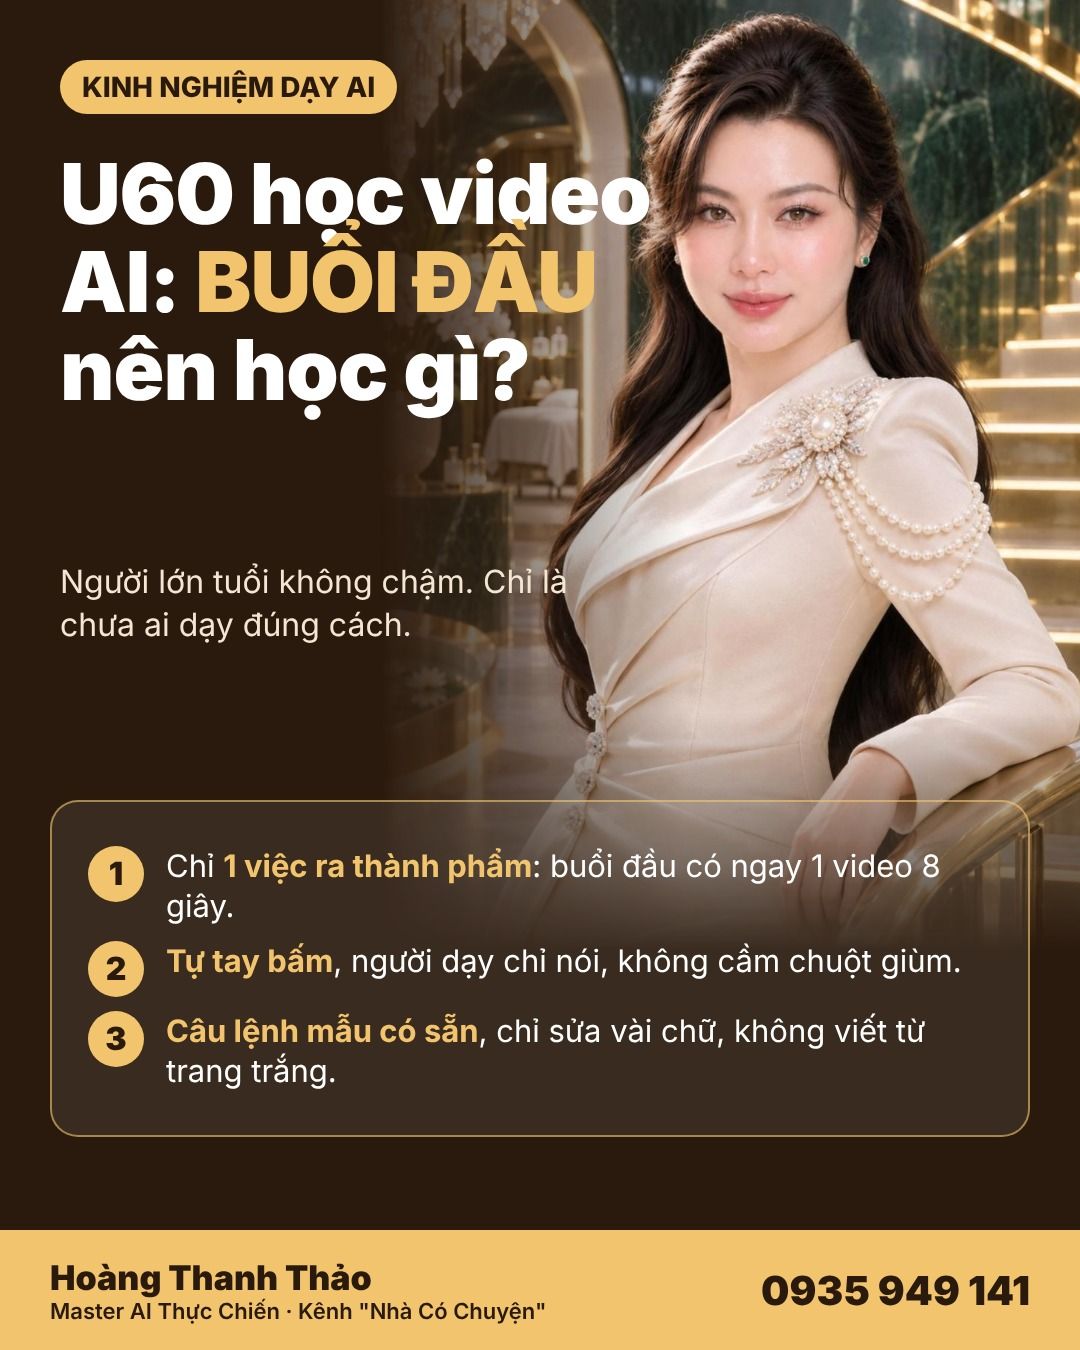 KINH NGHIỆM DẠY AI
U60 học video
AI: BUỔI ĐẦU
nên học gì?
Người lớn tuổi không chậm. Chỉ là
chưa ai dạy đúng cách.
1 Chỉ 1 việc ra thành phẩm: buổi đầu có ngay 1 video 8
giây.
2 Tự tay bấm, người dạy chỉ nói, không cầm chuột giùm.
3 Câu lệnh mẫu có sẵn, chỉ sửa vài chữ, không viết từ
trang trắng.
Hoàng Thanh Thảo
Master AI Thực Chiến · Kênh "Nhà Có Chuyện"
0935 949 141